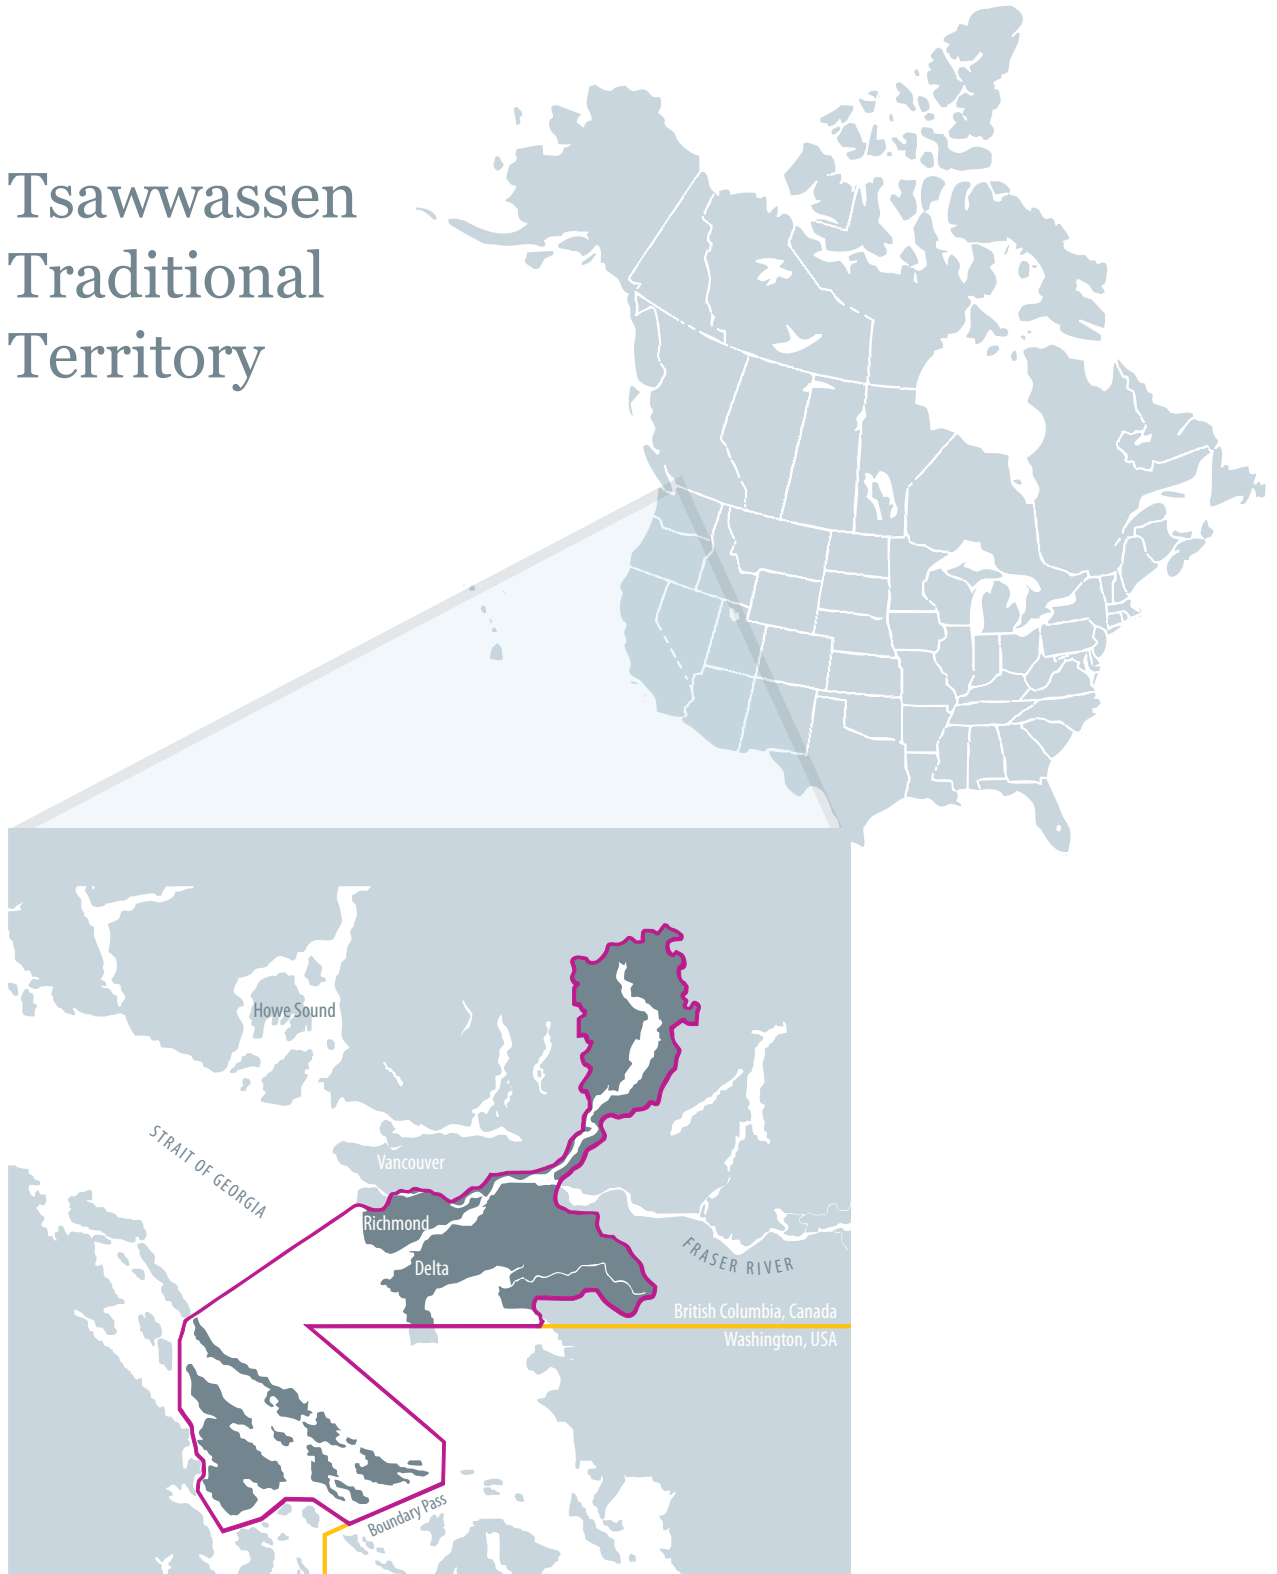 Tsawwassen
Traditional
Territory
Howe Sound
STRAIT OF GEORGIA
Vancouver
Richmond
Delta
FRASER RIVER
British Columbia, Canada
Washington, USA
Boundary Pass